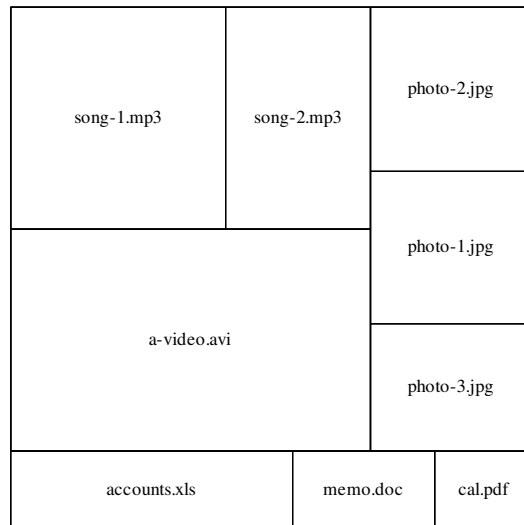 song-1.mp3
song-2.mp3
photo-2.jpg
photo-1.jpg
a-video.avi
photo-3.jpg
accounts.xls
memo.doc
cal.pdf